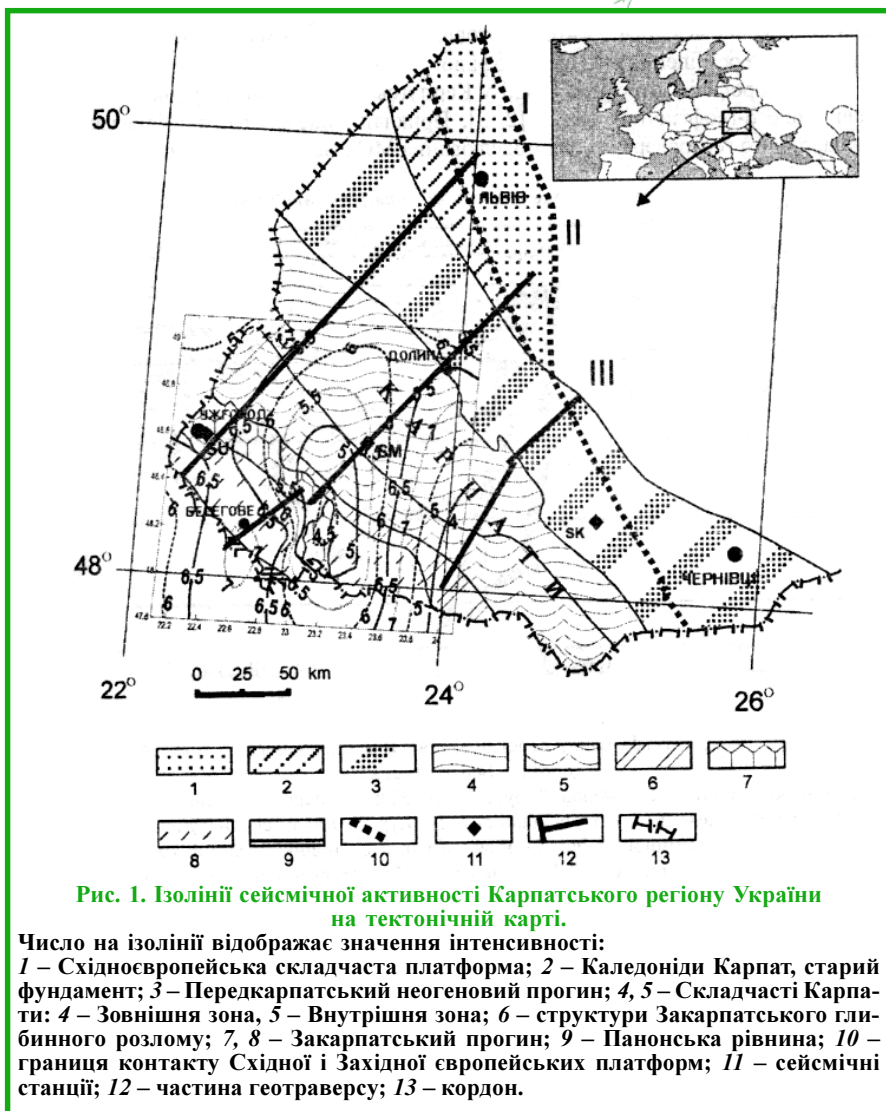 50°
I
ЛЬВІВ
II
ДОЛИНА
III
УЖГОРОД
SU
SM
БЕРЕГОВЕ
КАРПАТИ
SK
ЧЕРНІВЦІ
48°
22°
0 25 50 km
24°
26°
1 2 3 4 5 6 7
8 9 10 11 12 13
Рис. 1. Ізолінії сейсмічної активності Карпатського регіону України
на тектонічній карті.
Число на ізолінії відображає значення інтенсивності:
1 – Східноєвропейська складчаста платформа; 2 – Каледоніди Карпат, старий
фундамент; 3 – Передкарпатський неогеновий прогин; 4, 5 – Складчасті Карпа-
ти: 4 – Зовнішня зона, 5 – Внутрішня зона; 6 – структури Закарпатського гли-
бинного розлому; 7, 8 – Закарпатський прогин; 9 – Панонська рівнина; 10 –
границя контакту Східної і Західної європейських платформ; 11 – сейсмічні
станції; 12 – частина геотраверсу; 13 – кордон.